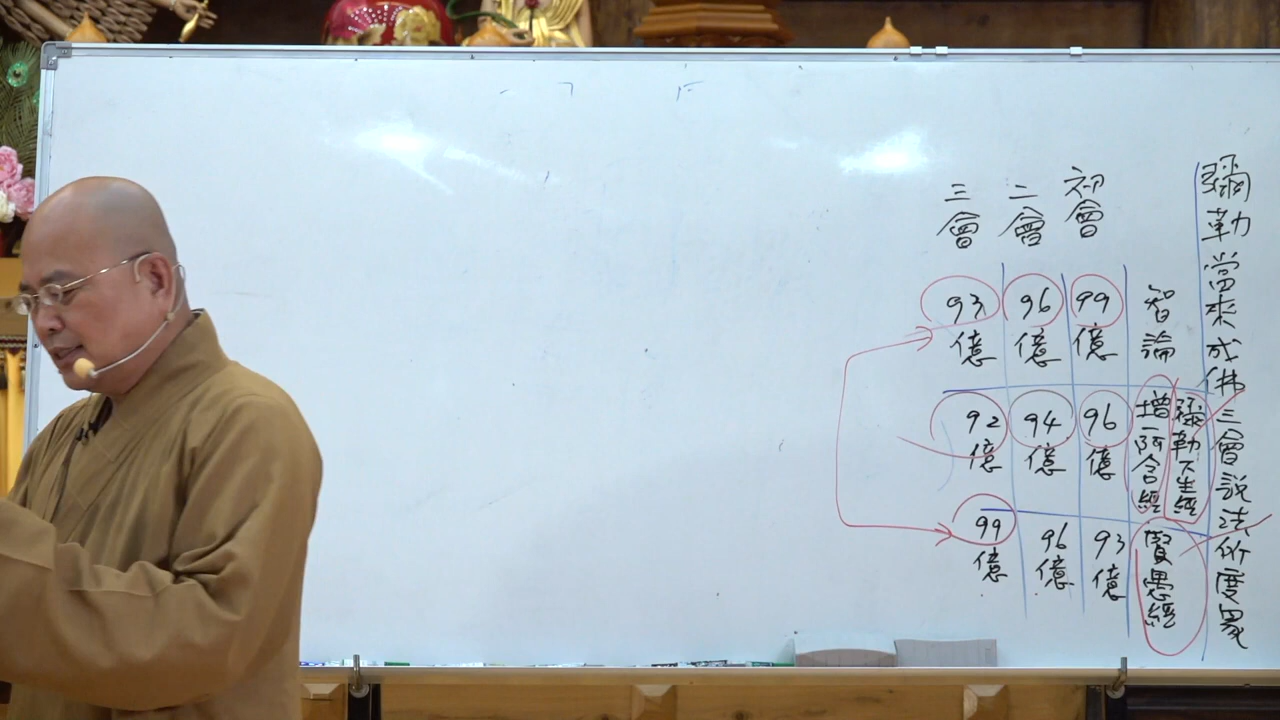 彌勒當來成佛三會說法所度眾
彌勒下生經
智論
增一阿含經
賢愚經
初會
99億
96億
93億
二會
96億
94億
96億
三會
93億
92億
99億